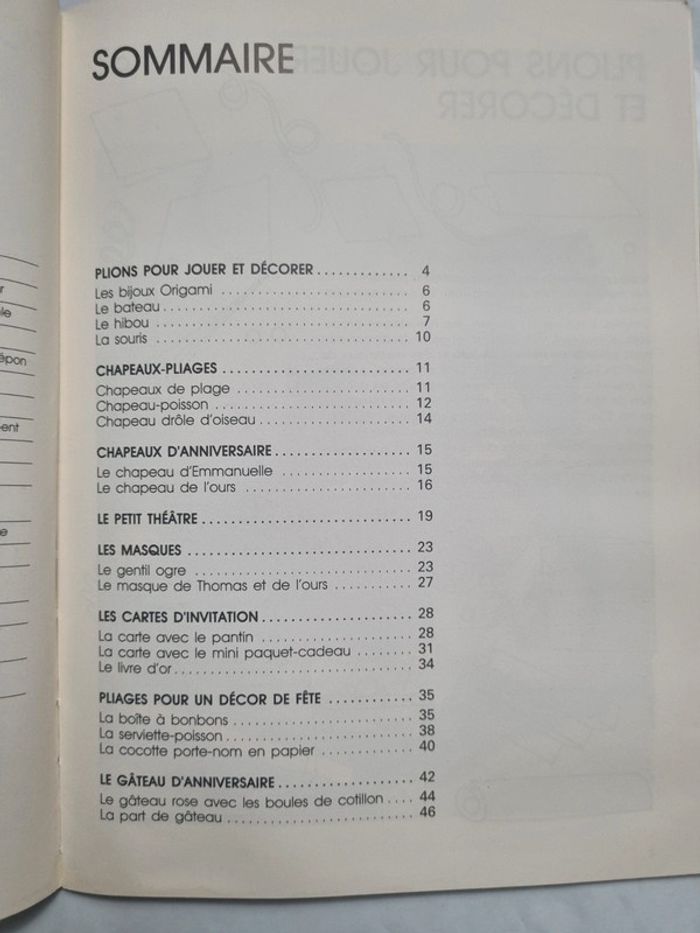 SOMMAIRE
PLIONS POUR JOUER ET DÉCORER
PLIONS POUR JOUER ET DÉCORER ............. 4
Les bijoux Origami ........................ 6
Le bateau ................................. 6
Le hibou .................................. 7
La souris ................................. 10
CHAPEAUX-PLIAGES .......................... 11
Chapeaux de plage ......................... 11
Chapeau-poisson ........................... 12
Chapeau drôle d'oiseau .................... 14
CHAPEAUX D'ANNIVERSAIRE ................... 15
Le chapeau d'Emmanuelle ................... 15
Le chapeau de l'ours ...................... 16
LE PETIT THÉÂTRE .......................... 19
LES MASQUES ............................... 23
Le gentil ogre ............................ 23
Le masque de Thomas et de l'ours .......... 27
LES CARTES D'INVITATION ................... 28
La carte avec le pantin ................... 28
La carte avec le mini paquet-cadeau ....... 31
Le livre d'or ............................. 34
PLIAGES POUR UN DÉCOR DE FÊTE ............. 35
La boîte à bonbons ........................ 35
La serviette-poisson ...................... 38
La cocotte porte-nom en papier ............ 40
LE GÂTEAU D'ANNIVERSAIRE .................. 42
Le gâteau rose avec les boules de cotillon .... 44
La part de gâteau ......................... 46